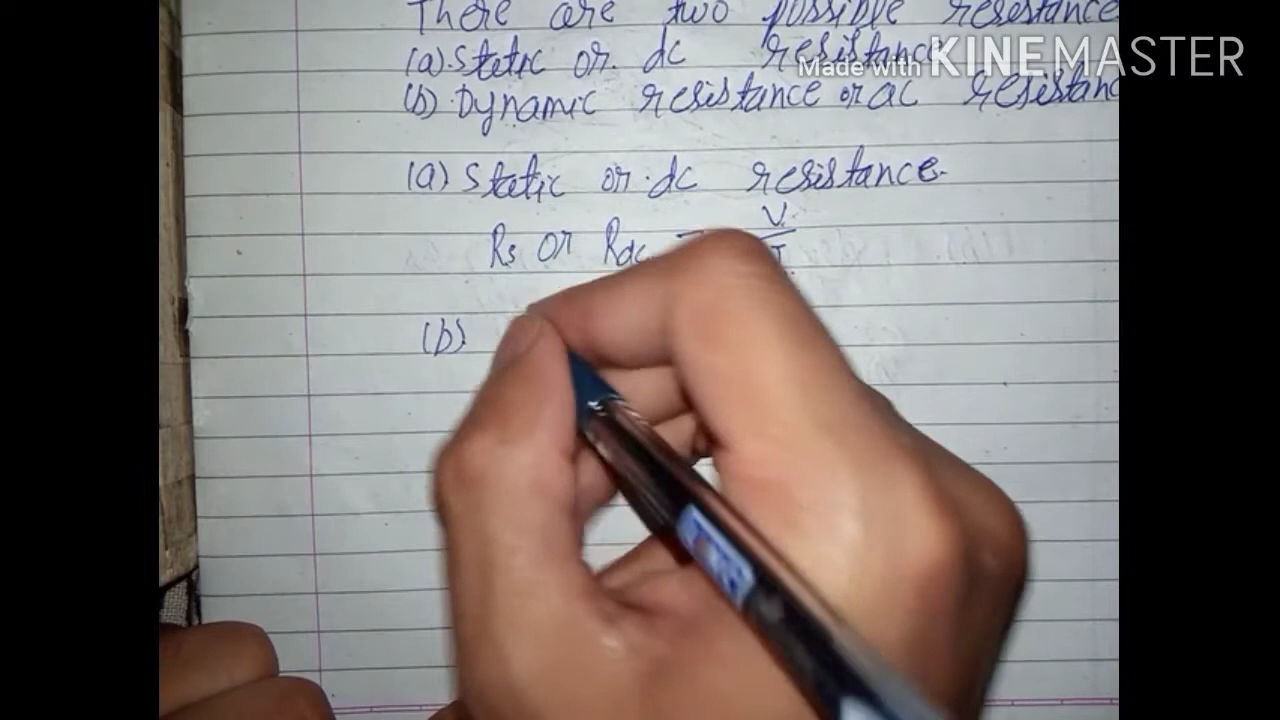 There are two possible resistance
(a). Static or dc resistance
Made with KINEMASTER
(b). Dynamic resistance or ac resistanc
(a) Static or dc resistance.
Rs or Rdc = V/I
(b)